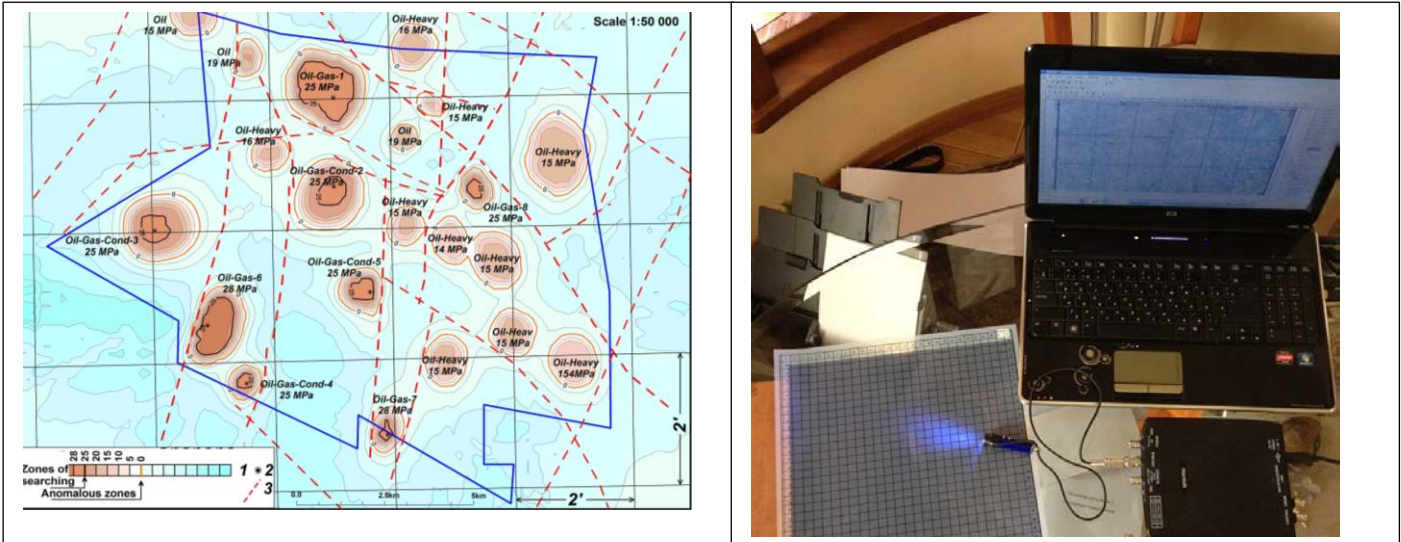 Scale 1:50 000
Oil
15 MPa
Oil-Heavy
16 MPa
Oil
19 MPa
Oil-Gas-1
25 MPa
25
Oil-Heavy
15 MPa
Oil-Heavy
16 MPa
Oil
19 MPa
Oil-Heavy
15 MPa
Oil-Gas-Cond-2
25 MPa
Oil-Heavy
15 MPa
Oil-Gas-8
25 MPa
Oil-Gas-Cond-3
25 MPa
Oil-Heavy
14 MPa
Oil-Heavy
15 MPa
Oil-Gas-Cond-5
25 MPa
Oil-Gas-6
28 MPa
Oil-Heav
15 MPa
Oil-Heavy
15 MPa
Oil-Heavy
154MPa
Oil-Gas-Cond-4
25 MPa
Oil-Gas-7
28 MPa
2'
28 25 20 15 10 5 0
1 2
Zones of
searching
3
Anomalous zones
0.0 2.5km 5km
2'
hp